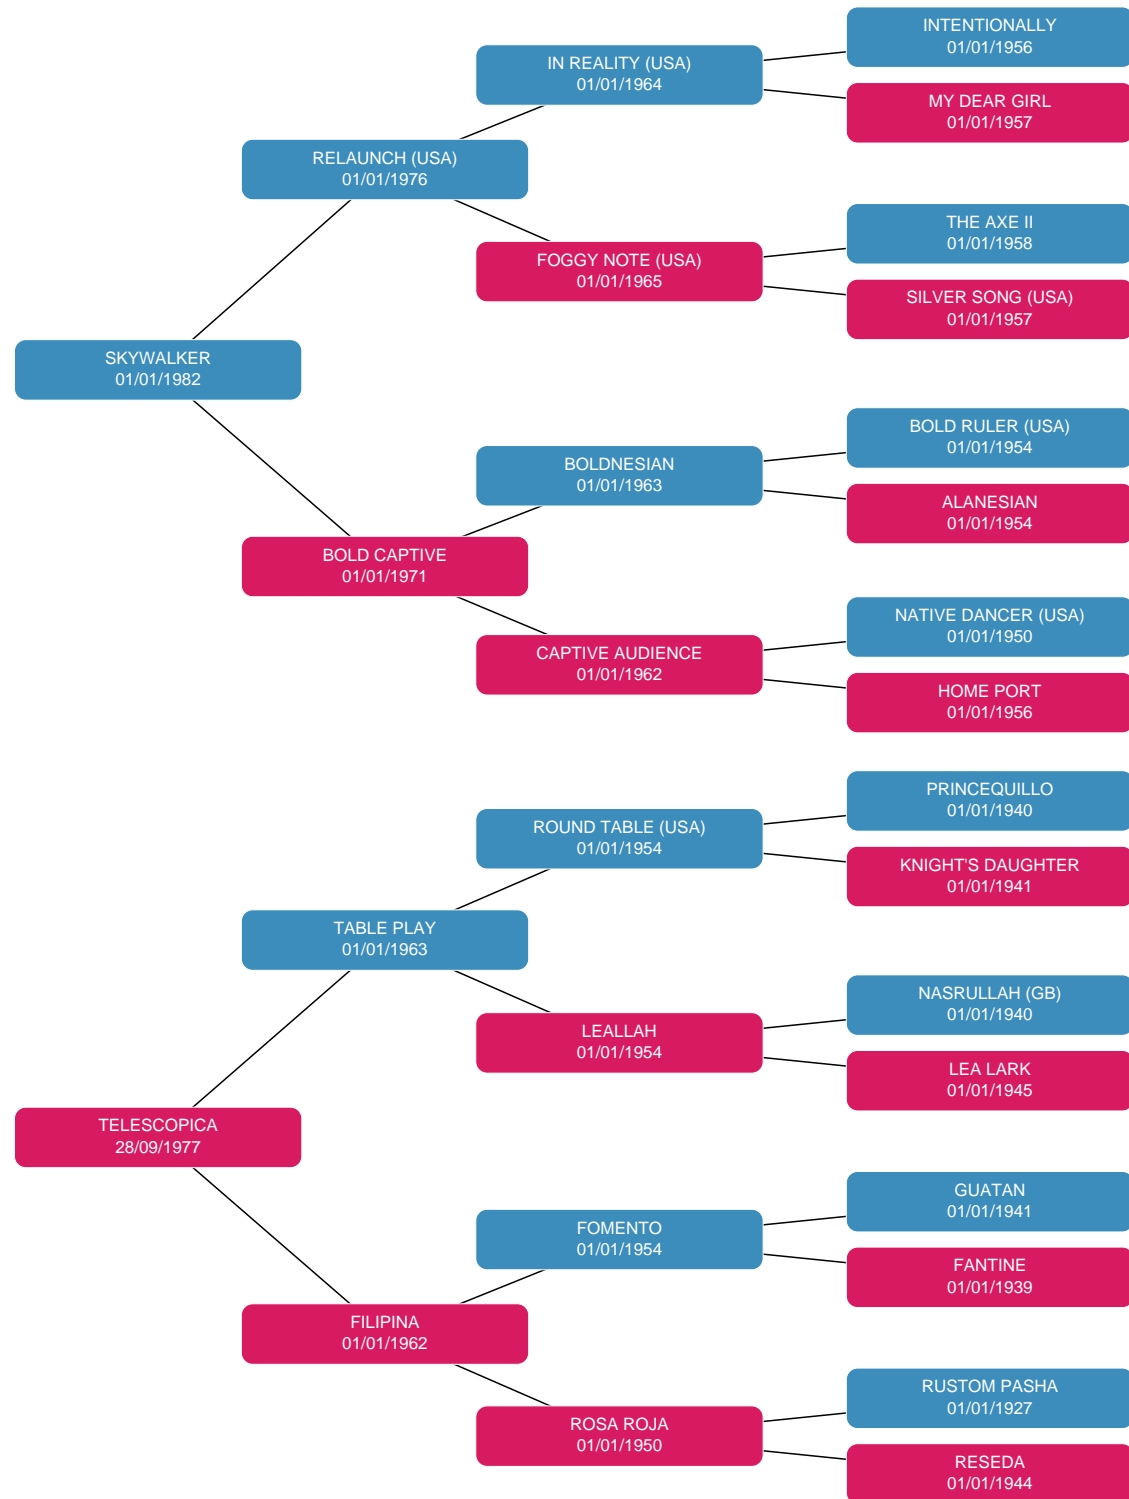 INTENTIONALLY
01/01/1956
IN REALITY (USA)
01/01/1964
MY DEAR GIRL
01/01/1957
RELAUNCH (USA)
01/01/1976
THE AXE II
01/01/1958
FOGGY NOTE (USA)
01/01/1965
SILVER SONG (USA)
01/01/1957
SKYWALKER
01/01/1982
BOLD RULER (USA)
01/01/1954
BOLDNESIAN
01/01/1963
ALANESIAN
01/01/1954
BOLD CAPTIVE
01/01/1971
NATIVE DANCER (USA)
01/01/1950
CAPTIVE AUDIENCE
01/01/1962
HOME PORT
01/01/1956
PRINCEQUILLO
01/01/1940
ROUND TABLE (USA)
01/01/1954
KNIGHT'S DAUGHTER
01/01/1941
TABLE PLAY
01/01/1963
NASRULLAH (GB)
01/01/1940
LEALLAH
01/01/1954
LEA LARK
01/01/1945
TELESCOPICA
28/09/1977
GUATAN
01/01/1941
FOMENTO
01/01/1954
FANTINE
01/01/1939
FILIPINA
01/01/1962
RUSTOM PASHA
01/01/1927
ROSA ROJA
01/01/1950
RESEDA
01/01/1944